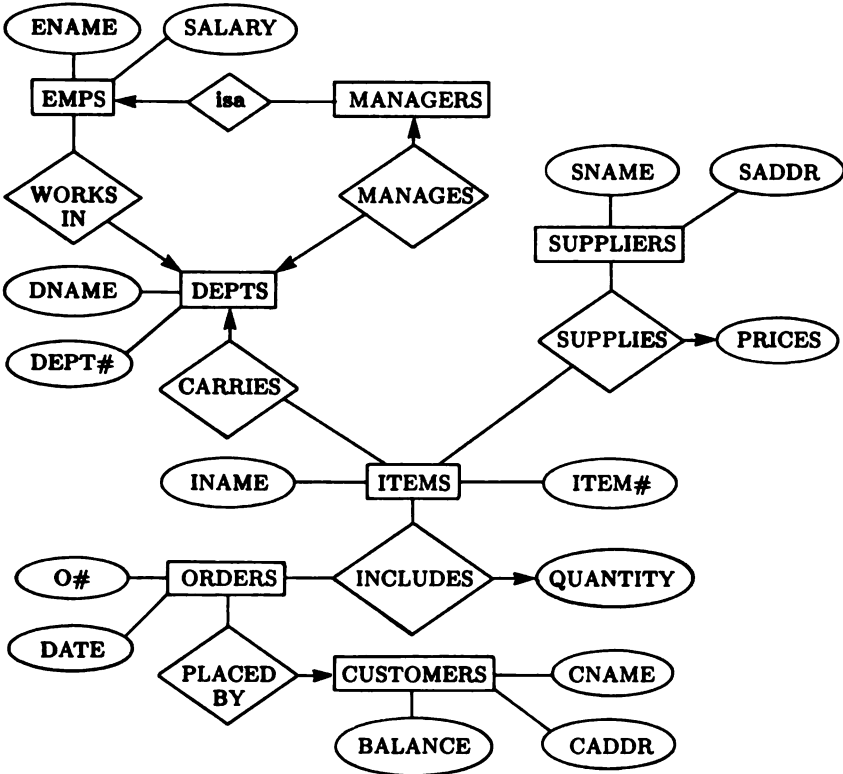 ENAME
SALARY
EMPS
isa
MANAGERS
WORKS
IN
MANAGES
SNAME
SADDR
SUPPLIERS
DNAME
DEPTS
DEPT#
CARRIES
SUPPLIES
PRICES
INAME
ITEMS
ITEM#
O#
ORDERS
INCLUDES
QUANTITY
DATE
PLACED
BY
CUSTOMERS
CNAME
BALANCE
CADDR